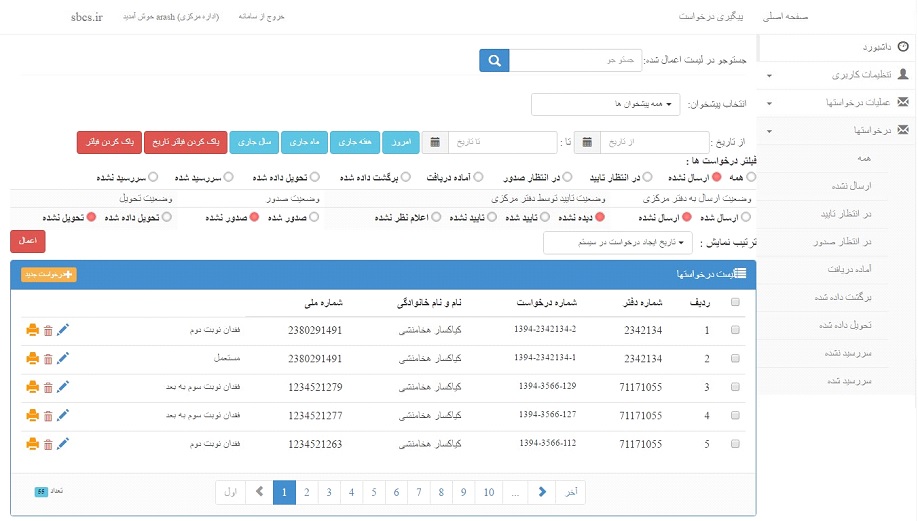 صفحه اصلی پیگیری درخواست خروج از سامانه (اداره مرکزی) arash خوش آمدید sbcs.ir
داشبورد
تنظیمات کاربری
عملیات درخواستها
درخواستها
همه
ارسال نشده
در انتظار تایید
در انتظار صدور
آماده دریافت
برگشت داده شده
تحویل داده شده
سررسید نشده
سررسید شده
جستوجو در لیست اعمال شده: جستو جو
انتخاب پیشخوان: همه پیشخوان ها
از تاریخ: از تاریخ تا: تا تاریخ امروز هفته جاری ماه جاری سال جاری پاک کردن فیلتر تاریخ پاک کردن فیلتر
فیلتر درخواست ها :
همه ارسال نشده در انتظار تایید در انتظار صدور آماده دریافت برگشت داده شده تحویل داده شده سررسید شده سررسید نشده
وضعیت ارسال به دفتر مرکزی وضعیت تایید توسط دفتر مرکزی وضعیت صدور وضعیت تحویل
ارسال شده ارسال نشده دیده نشده تایید شده تایید نشده اعلام نظر نشده صدور شده صدور نشده تحویل داده شده تحویل نشده
ترتیب نمایش : تاریخ ایجاد درخواست در سیستم اعمال
لیست درخواستها درخواست جدید
ردیف شماره دفتر شماره درخواست نام و نام خانوادگی شماره ملی
1 2342134 1394-2342134-2 کیاکسار هخامنشی 2380291491 فقدان نوبت دوم
2 2342134 1394-2342134-1 کیاکسار هخامنشی 2380291491 مستعمل
3 71171055 1394-3566-129 کیاکسار هخامنشی 1234521279 فقدان نوبت سوم به بعد
4 71171055 1394-3566-127 کیاکسار هخامنشی 1234521277 فقدان نوبت سوم به بعد
5 71171055 1394-3566-112 کیاکسار هخامنشی 1234521263 فقدان نوبت دوم
اول 1 2 3 4 5 6 7 8 9 10 ... آخر
تعداد 55